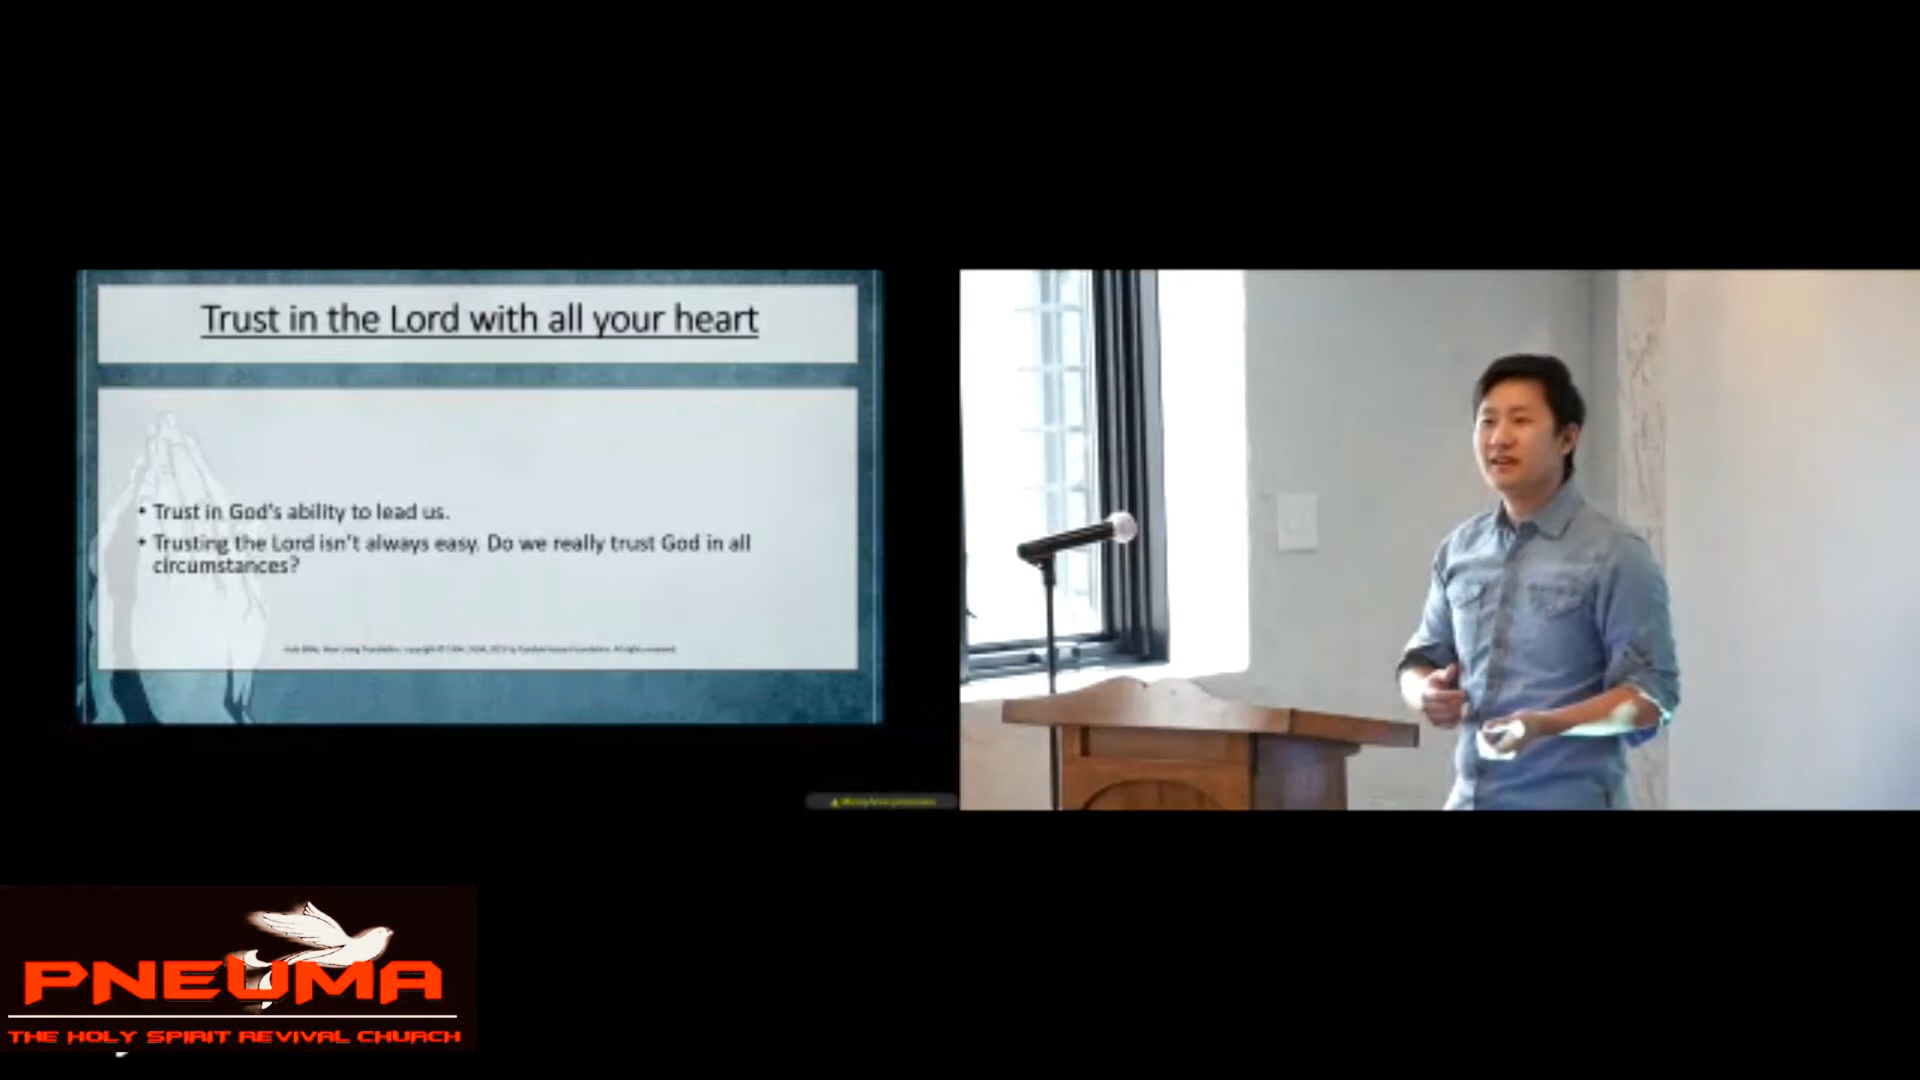 Trust in the Lord with all your heart
• Trust in God's ability to lead us.
• Trusting the Lord isn't always easy. Do we really trust God in all
circumstances?
PNEUMA
THE HOLY SPIRIT REVIVAL CHURCH